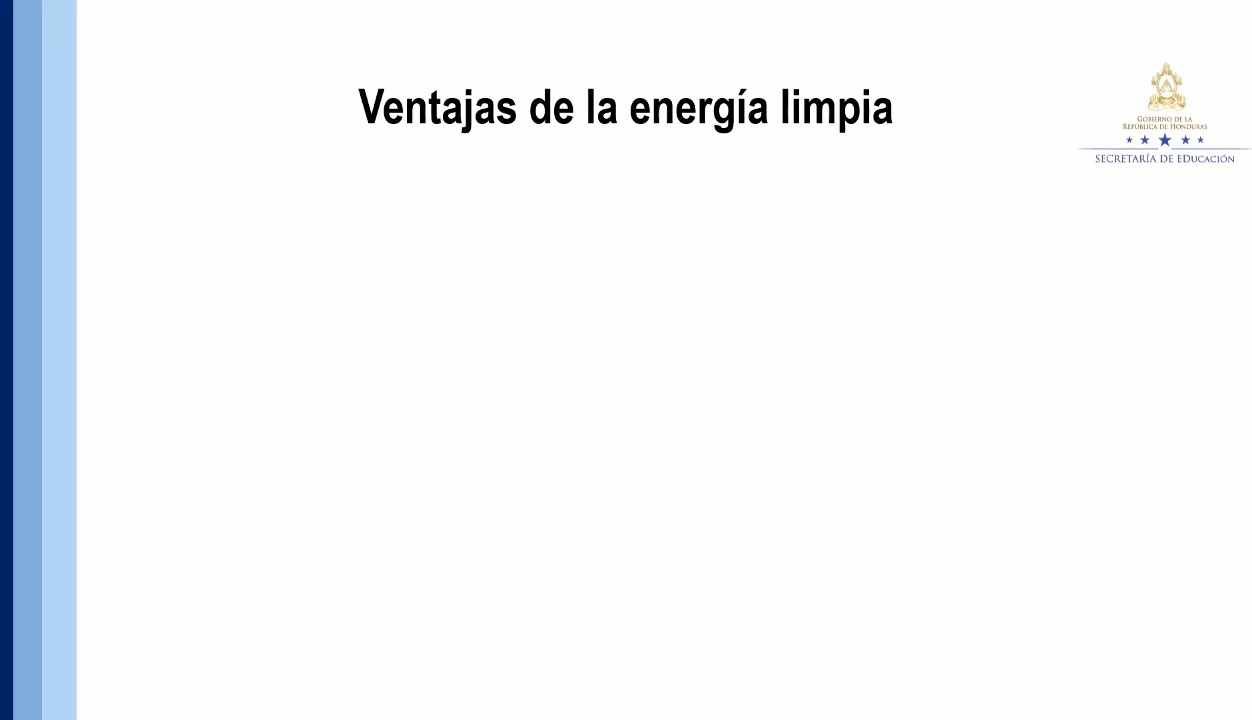 Ventajas de la energía limpia
GOBIERNO DE LA
REPÚBLICA DE HONDURAS
SECRETARÍA DE EDUCACIÓN